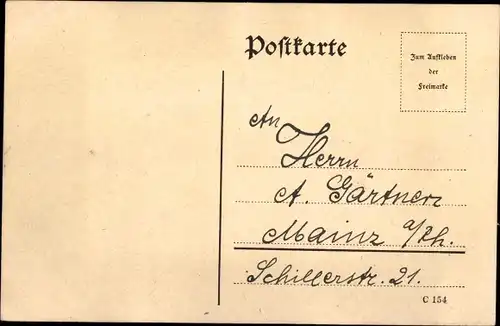 Postkarte
Zum Aufkleben
der
Freimarke
An
Herrn
A. Gärtner
Mainz a/Rh.
Schillerstr. 21.
C 154